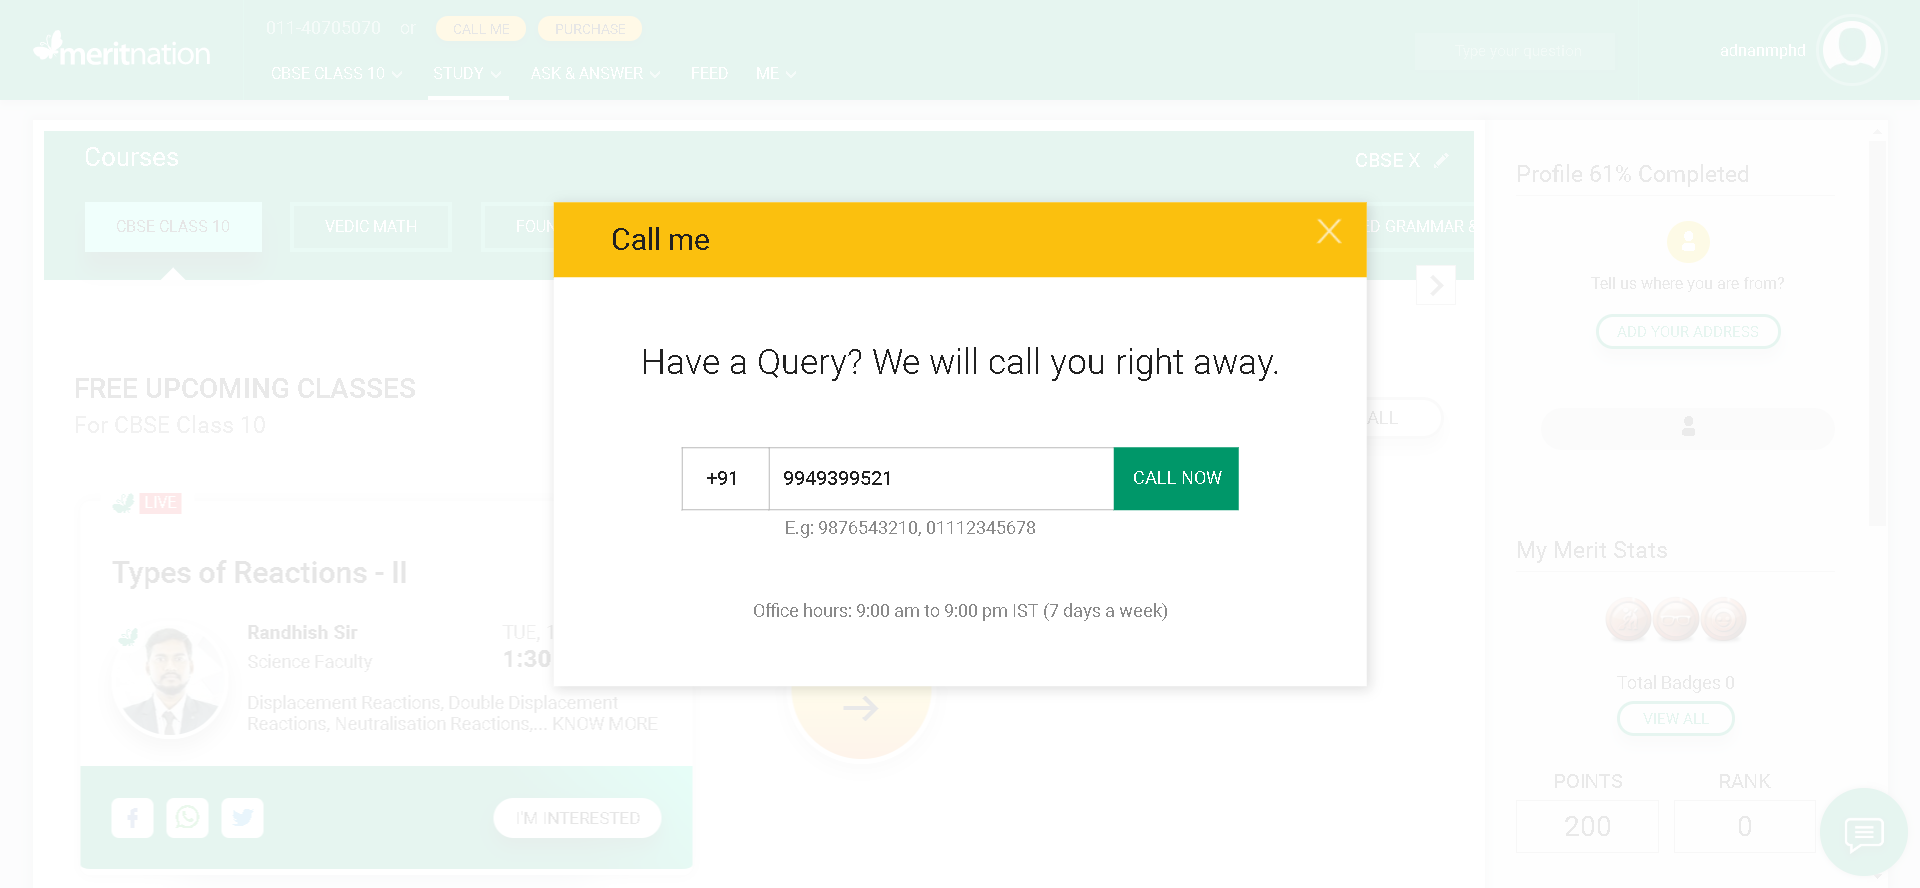 011-40705070 or CALL ME PURCHASE
meritnation
CBSE CLASS 10 STUDY ASK & ANSWER FEED ME
Type your question
adnanmphd
Courses
CBSE X
CBSE CLASS 10 VEDIC MATH FOUN ED GRAMMAR &
Call me
Have a Query? We will call you right away.
+91 9949399521 CALL NOW
E.g: 9876543210, 01112345678
Office hours: 9:00 am to 9:00 pm IST (7 days a week)
FREE UPCOMING CLASSES
For CBSE Class 10
ALL
LIVE
Types of Reactions - II
Randhish Sir
Science Faculty
TUE, 1
1:30
Displacement Reactions, Double Displacement
Reactions, Neutralisation Reactions,... KNOW MORE
I'M INTERESTED
Profile 61% Completed
Tell us where you are from?
ADD YOUR ADDRESS
My Merit Stats
Total Badges 0
VIEW ALL
POINTS RANK
200 0